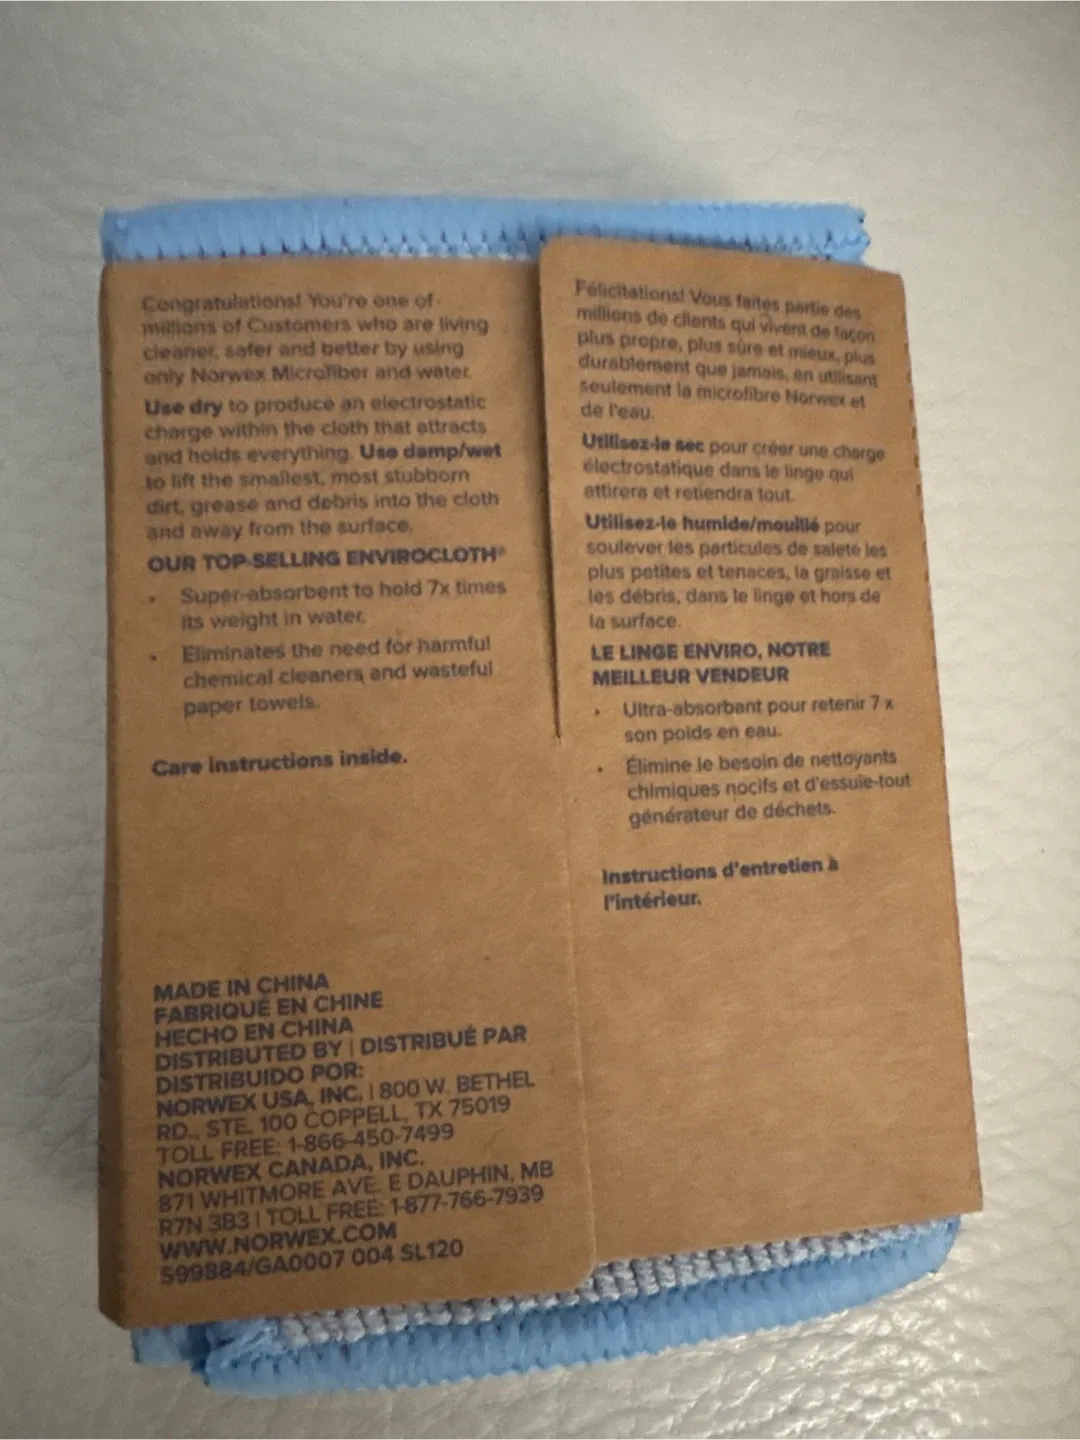 Congratulations! You're one of
millions of Customers who are living
cleaner, safer and better by using
only Norwex Microfiber and water.
Use dry to produce an electrostatic
charge within the cloth that attracts
and holds everything. Use damp/wet
to lift the smallest, most stubborn
dirt, grease and debris into the cloth
and away from the surface.
OUR TOP-SELLING ENVIROCLOTH®
• Super-absorbent to hold 7x times
its weight in water.
• Eliminates the need for harmful
chemical cleaners and wasteful
paper towels.
Care instructions inside.
MADE IN CHINA
FABRIQUÉ EN CHINE
HECHO EN CHINA
DISTRIBUTED BY | DISTRIBUÉ PAR
DISTRIBUIDO POR:
NORWEX USA, INC. | 800 W. BETHEL
RD., STE. 100 COPPELL, TX 75019
TOLL FREE: 1-866-450-7499
NORWEX CANADA, INC.
871 WHITMORE AVE. E DAUPHIN, MB
R7N 3B3 | TOLL FREE: 1-877-766-7939
WWW.NORWEX.COM
599884/GA0007 004 SL120
Félicitations! Vous faites partie des
millions de clients qui vivent de façon
plus propre, plus sûre et mieux, plus
durablement que jamais, en utilisant
seulement la microfibre Norwex et
de l'eau.
Utilisez-le sec pour créer une charge
électrostatique dans le linge qui
attirera et retiendra tout.
Utilisez-le humide/mouillé pour
soulever les particules de saleté les
plus petites et tenaces, la graisse et
les débris, dans le linge et hors de
la surface.
LE LINGE ENVIRO, NOTRE
MEILLEUR VENDEUR
• Ultra-absorbant pour retenir 7 x
son poids en eau.
• Élimine le besoin de nettoyants
chimiques nocifs et d'essuie-tout
générateur de déchets.
Instructions d'entretien à
l'intérieur.